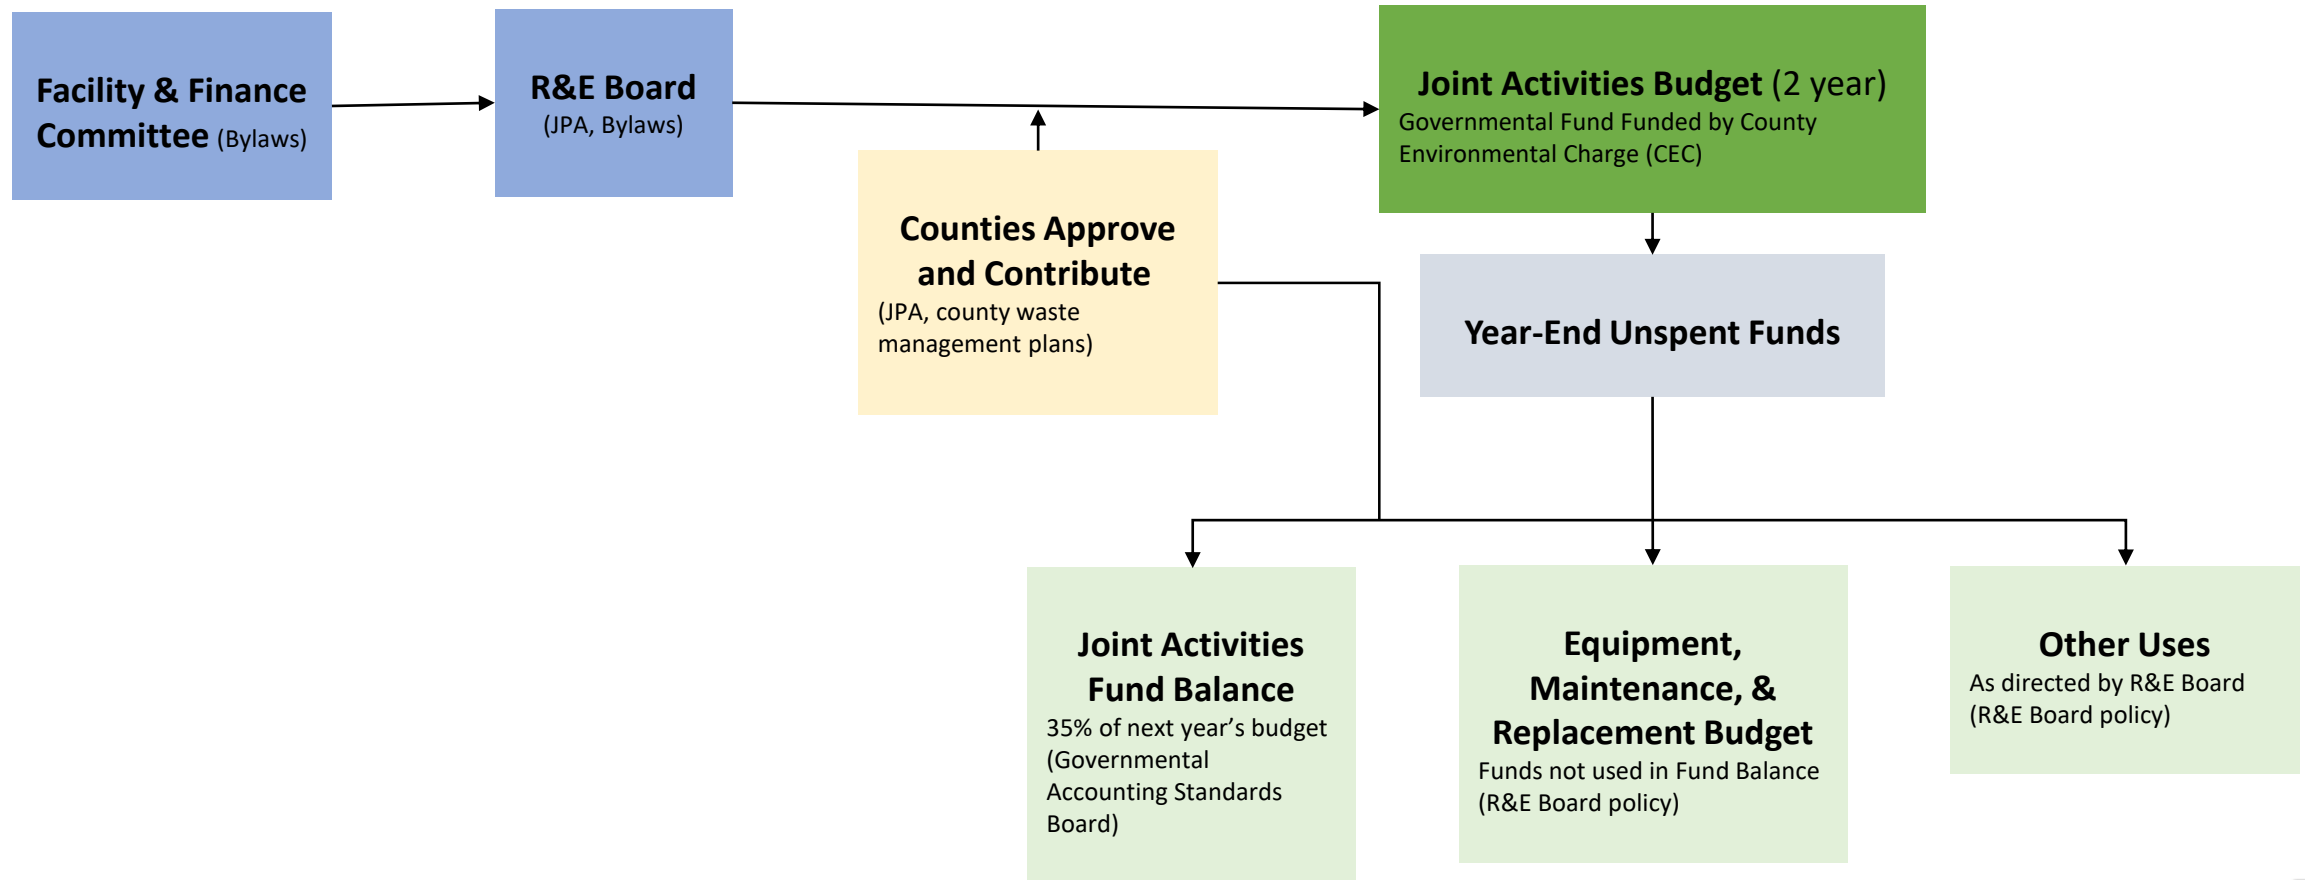 Facility & Finance
Committee (Bylaws)
R&E Board
(JPA, Bylaws)
Joint Activities Budget (2 year)
Governmental Fund Funded by County
Environmental Charge (CEC)
Counties Approve
and Contribute
(JPA, county waste
management plans)
Year-End Unspent Funds
Joint Activities
Fund Balance
35% of next year’s budget
(Governmental
Accounting Standards
Board)
Equipment,
Maintenance, &
Replacement Budget
Funds not used in Fund Balance
(R&E Board policy)
Other Uses
As directed by R&E Board
(R&E Board policy)